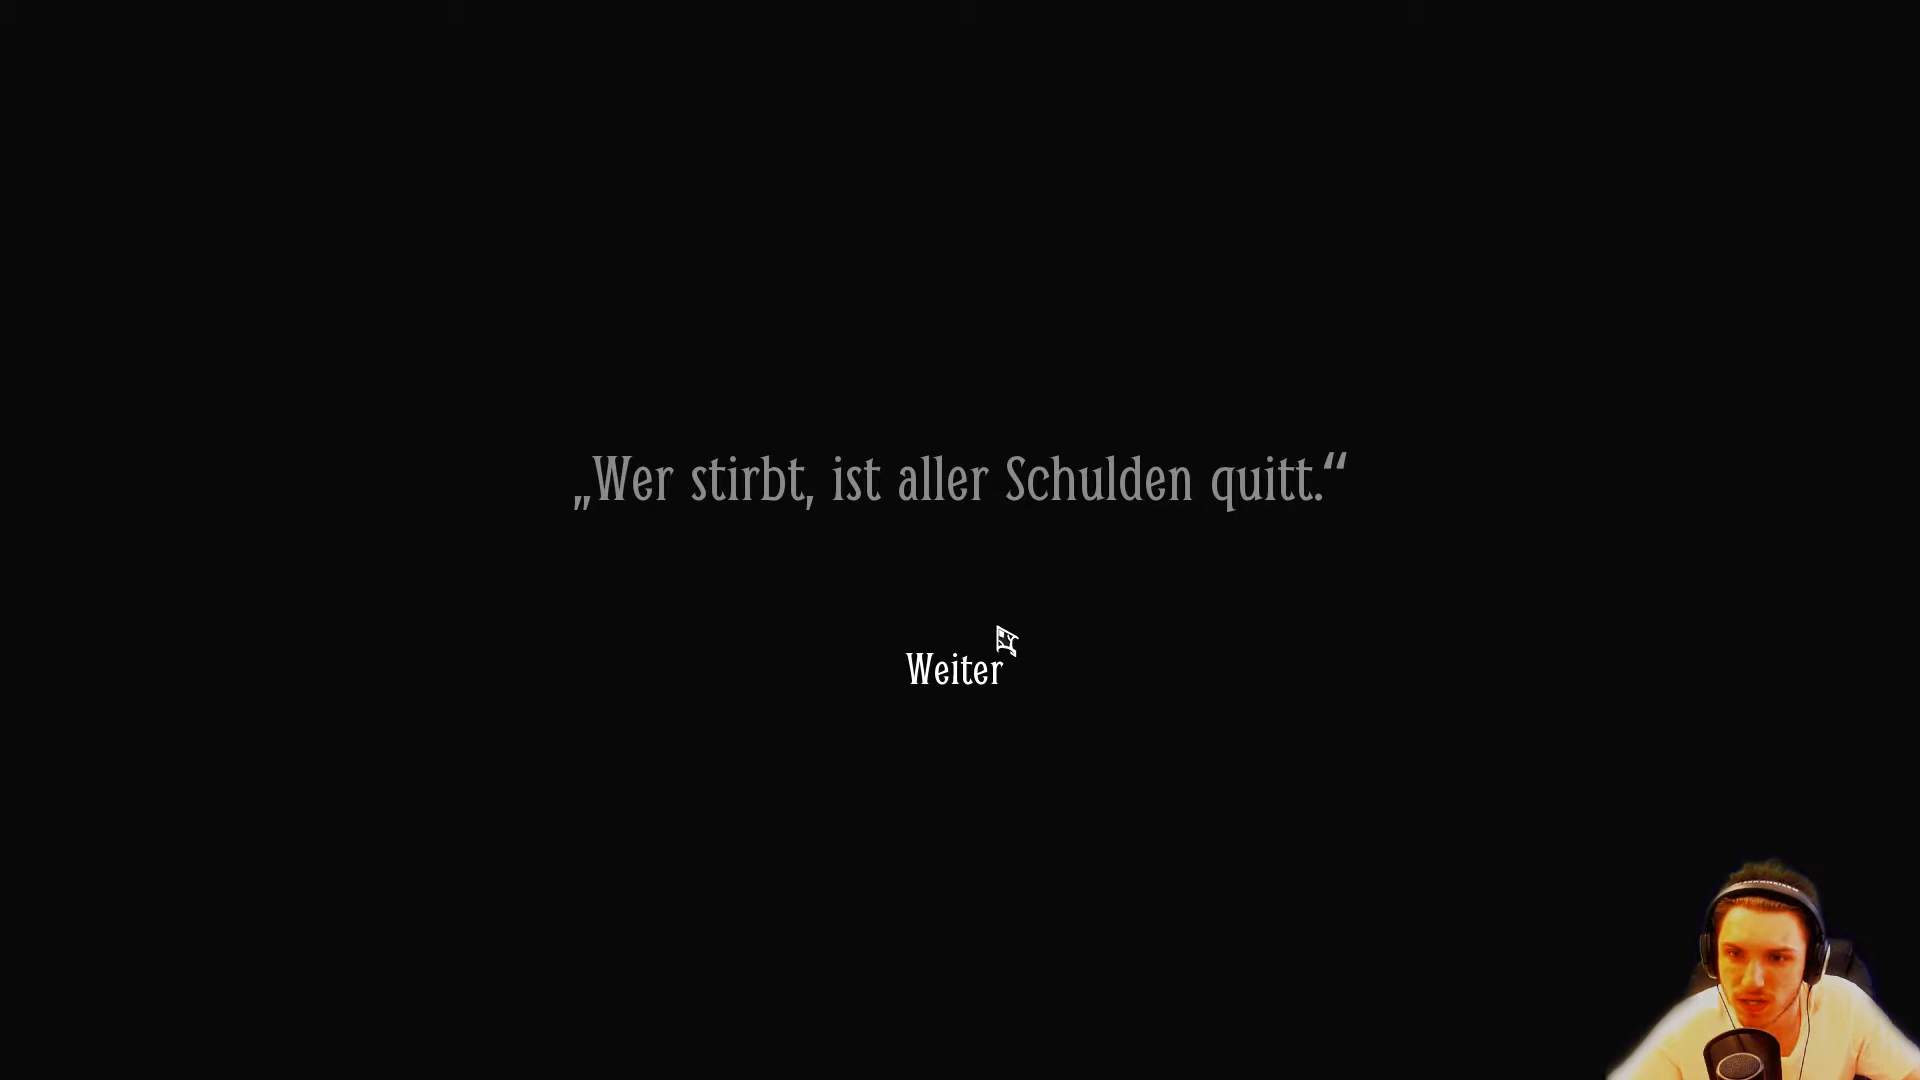 „Wer stirbt, ist aller Schulden quitt.“
Weiter